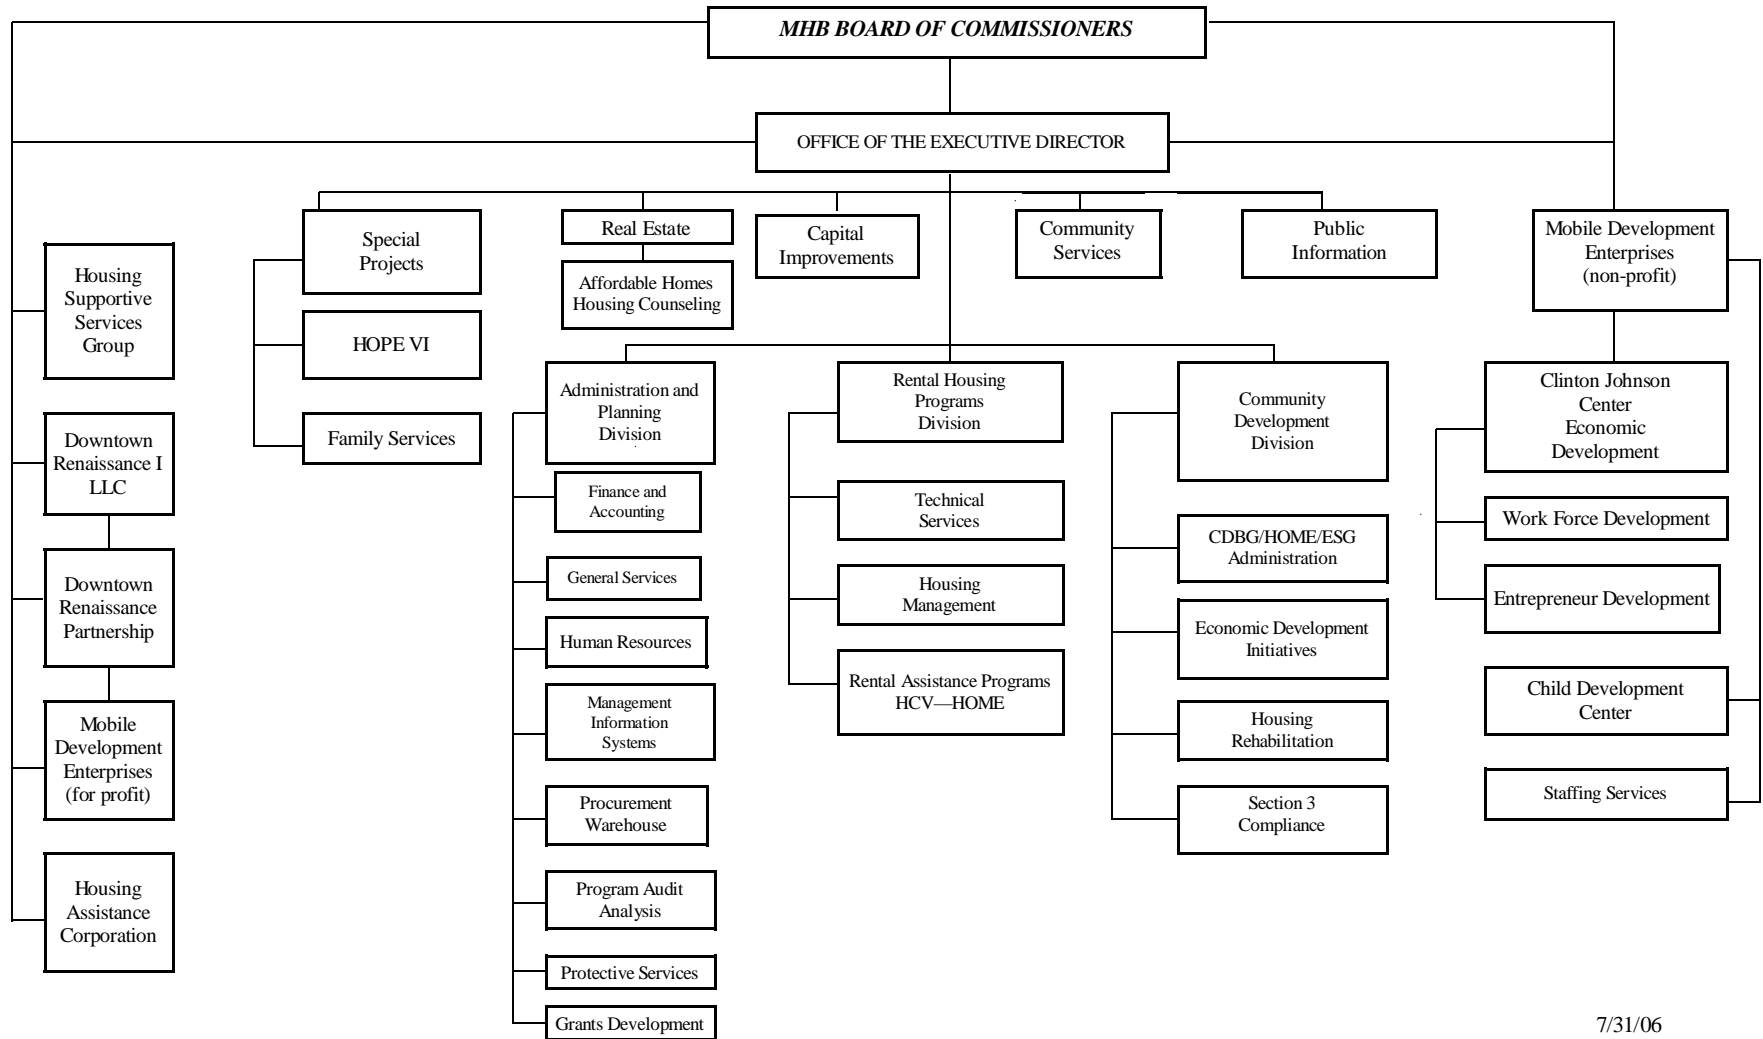 MHB BOARD OF COMMISSIONERS
OFFICE OF THE EXECUTIVE DIRECTOR
Special
Projects
Real Estate
Capital
Improvements
Community
Services
Public
Information
Mobile Development
Enterprises
(non-profit)
Housing
Supportive
Services
Group
Affordable Homes
Housing Counseling
HOPE VI
Family Services
Administration and
Planning
Division
Rental Housing
Programs
Division
Community
Development
Division
Clinton Johnson
Center
Economic
Development
Downtown
Renaissance I
LLC
Downtown
Renaissance
Partnership
Mobile
Development
Enterprises
(for profit)
Housing
Assistance
Corporation
Finance and
Accounting
General Services
Human Resources
Management
Information
Systems
Procurement
Warehouse
Program Audit
Analysis
Protective Services
Grants Development
Technical
Services
Housing
Management
Rental Assistance Programs
HCV—HOME
CDBG/HOME/ESG
Administration
Economic Development
Initiatives
Housing
Rehabilitation
Section 3
Compliance
Work Force Development
Entrepreneur Development
Child Development
Center
Staffing Services
7/31/06